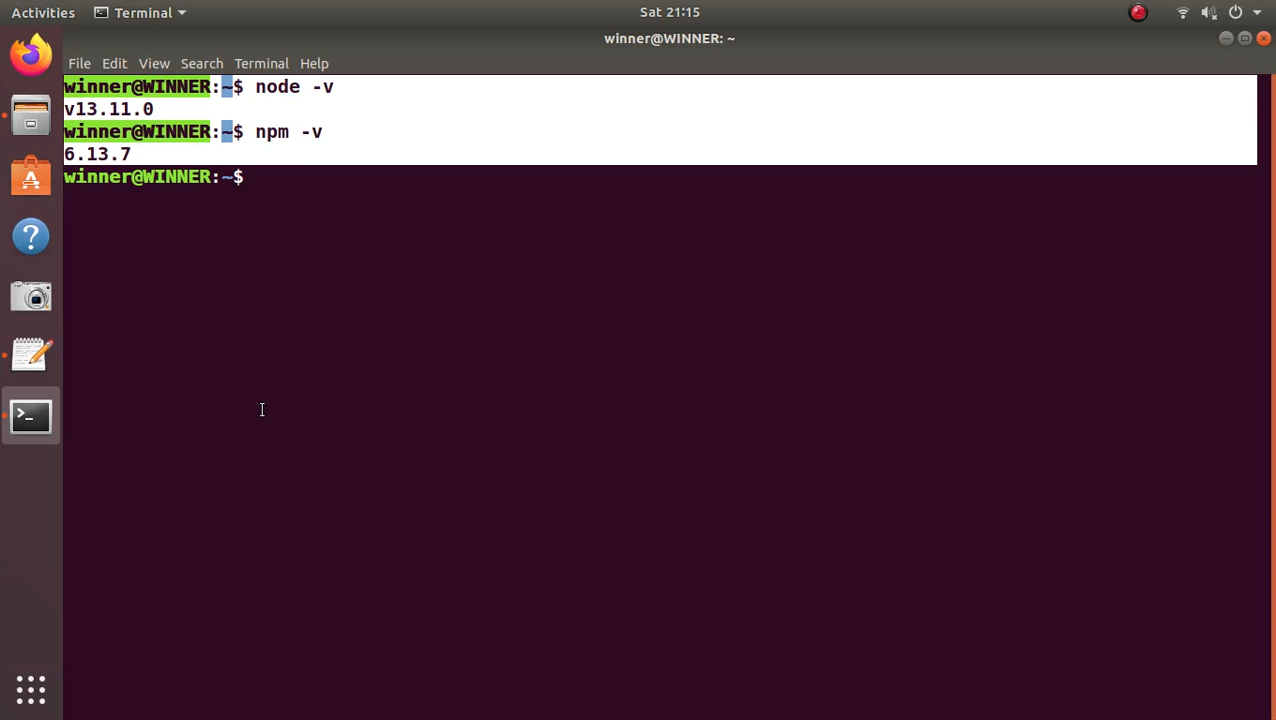 Activities Terminal Sat 21:15
winner@WINNER: ~
File Edit View Search Terminal Help
winner@WINNER:~$ node -v
v13.11.0
winner@WINNER:~$ npm -v
6.13.7
winner@WINNER:~$